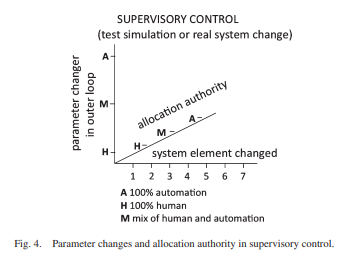 SUPERVISORY CONTROL
(test simulation or real system change)
parameter changer
in outer loop
A
M
H
allocation authority
A
M
H
system element changed
1 2 3 4 5 6 7
A 100% automation
H 100% human
M mix of human and automation
Fig. 4. Parameter changes and allocation authority in supervisory control.